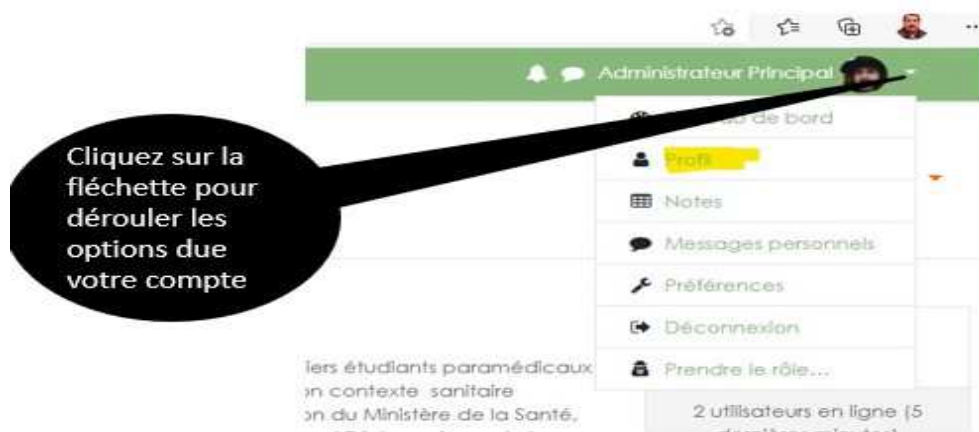 Administrateur Principal
de bord
Cliquez sur la
fléchette pour
dérouler les
options due
votre compte
Profil
Notes
Messages personnels
Préférences
Déconnexion
Prendre le rôle...
iers étudiants paramédicaux
on contexte sanitaire
on du Ministère de la Santé,
2 utilisateurs en ligne (5